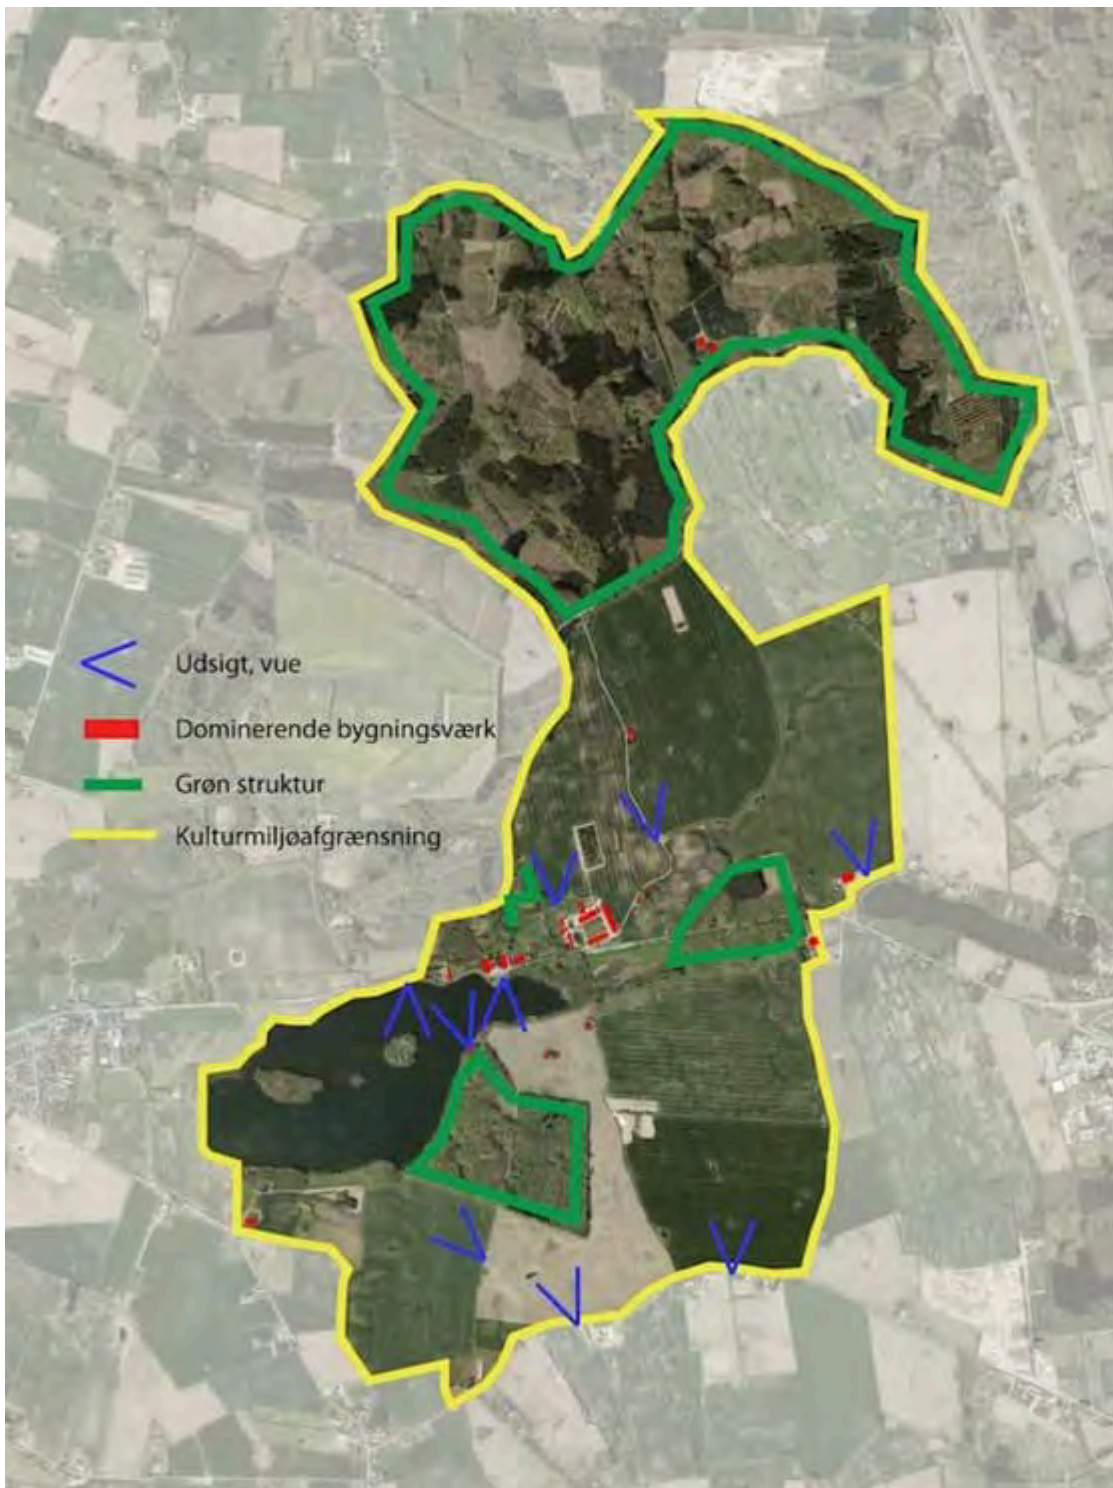 Udsigt, vue
Dominerende bygningsværk
Grøn struktur
Kulturmiljøafgrænsning